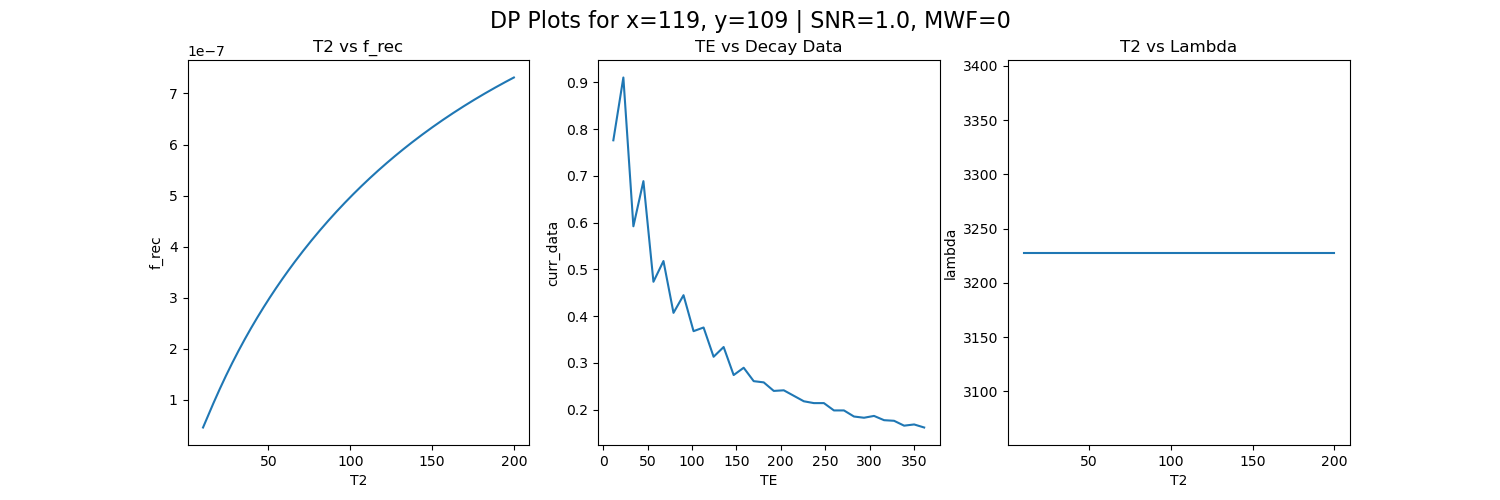 DP Plots for x=119, y=109 | SNR=1.0, MWF=0
T2 vs f_rec
1e−7
7
6
5
4
3
2
1
f_rec
50 100 150 200
T2
TE vs Decay Data
0.9
0.8
0.7
0.6
0.5
0.4
0.3
0.2
curr_data
0 50 100 150 200 250 300 350
TE
T2 vs Lambda
3400
3350
3300
3250
3200
3150
3100
lambda
50 100 150 200
T2